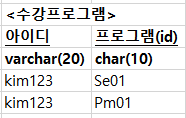 <수강프로그램>
아이디 프로그램(id)
varchar(20) char(10)
kim123 Se01
kim123 Pm01